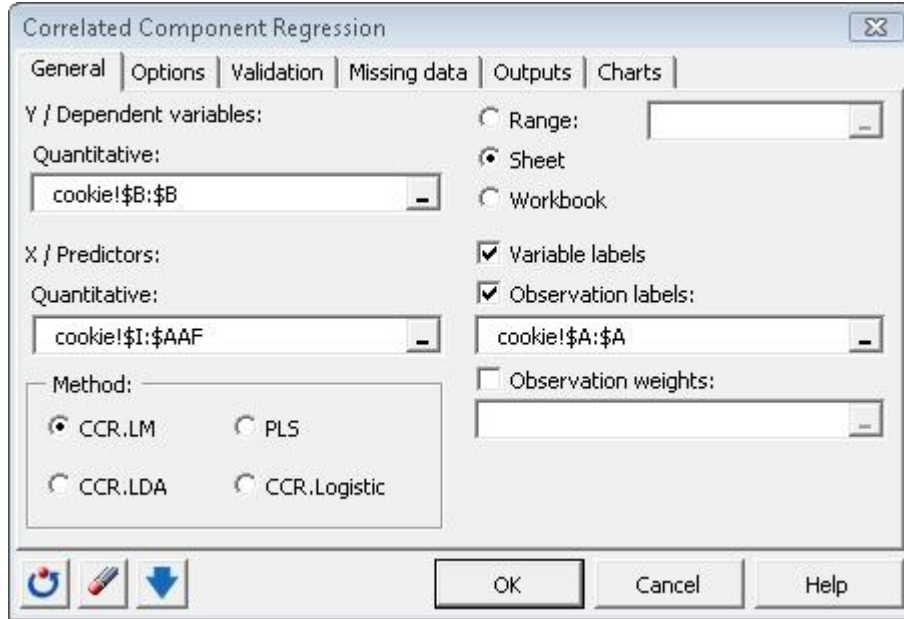 Correlated Component Regression
General Options Validation Missing data Outputs Charts
Y / Dependent variables:
Quantitative:
cookie!$B:$B
X / Predictors:
Quantitative:
cookie!$I:$AAF
Method:
CCR.LM PLS
CCR.LDA CCR.Logistic
Range:
Sheet
Workbook
Variable labels
Observation labels:
cookie!$A:$A
Observation weights:
OK Cancel Help